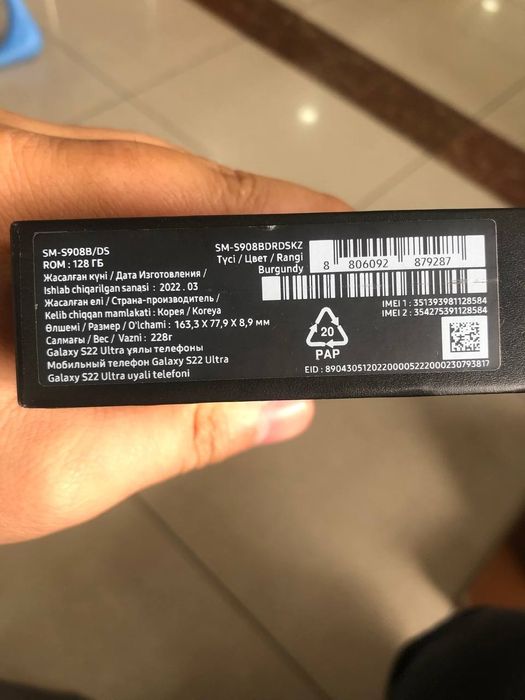 SM-S908B/DS
ROM : 128 ГБ
Жасалған күні / Дата Изготовления /
Ishlab chiqarilgan sanasi : 2022 . 03
Жасалған елі / Страна-производитель /
Kelib chiqqan mamlakati : Корея / Koreya
Өлшемі / Размер / O'lchami : 163,3 X 77,9 X 8,9 мм
Салмағы / Вес / Vazni : 228г
Galaxy S22 Ultra ұялы телефоны
Мобильный телефон Galaxy S22 Ultra
Galaxy S22 Ultra uyali telefoni
SM-S908BDRDSKZ
Түсі / Цвет / Rangi
Burgundy
8 806092 879287
IMEI 1 : 351393981128584
IMEI 2 : 354275391128584
20
PAP
EID : 89043051202200005222000230793817